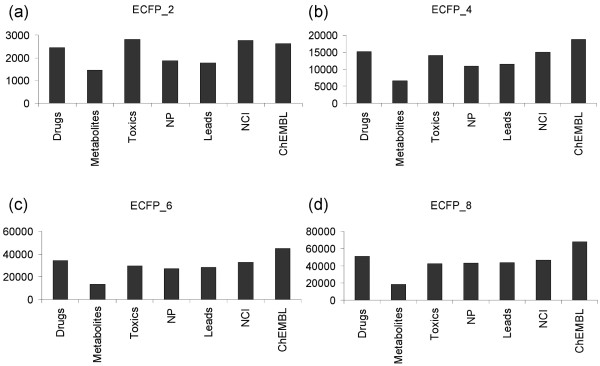 (a)
ECFP_2
3000
2000
1000
0
Drugs
Metabolites
Toxics
NP
Leads
NCI
ChEMBL
(b)
ECFP_4
20000
15000
10000
5000
0
Drugs
Metabolites
Toxics
NP
Leads
NCI
ChEMBL
(c)
ECFP_6
60000
40000
20000
0
Drugs
Metabolites
Toxics
NP
Leads
NCI
ChEMBL
(d)
ECFP_8
80000
60000
40000
20000
0
Drugs
Metabolites
Toxics
NP
Leads
NCI
ChEMBL